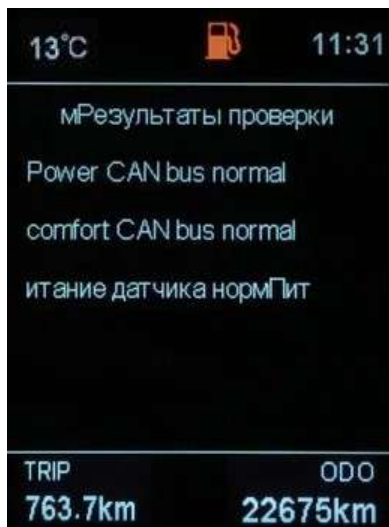 13°C 11:31
мРезультаты проверки
Power CAN bus normal
comfort CAN bus normal
итание датчика нормПит
TRIP ODO
763.7km 22675km